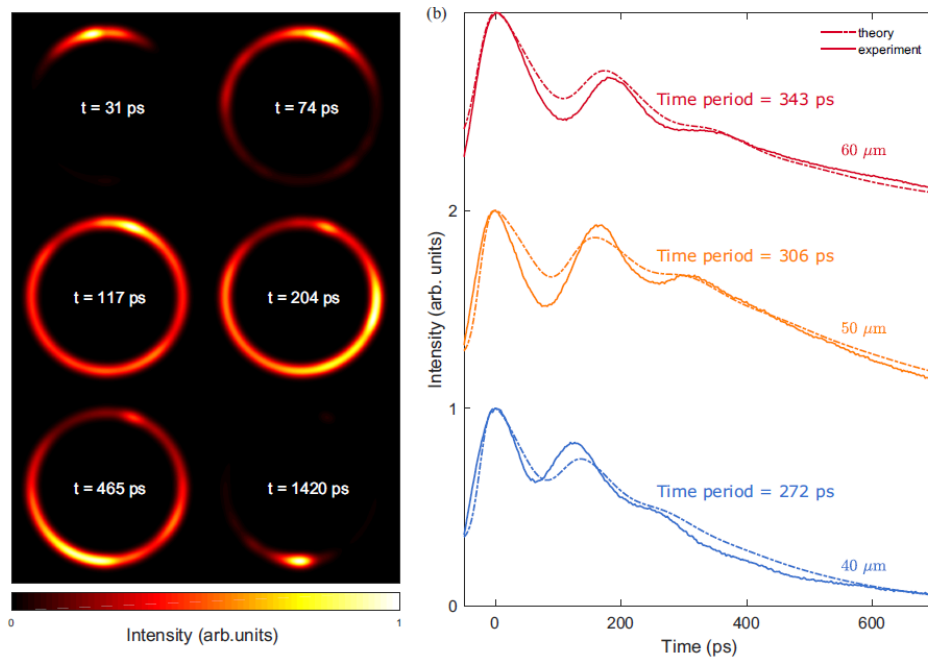 t = 31 ps
t = 74 ps
t = 117 ps
t = 204 ps
t = 465 ps
t = 1420 ps
0
1
Intensity (arb.units)
(b)
theory
experiment
Time period = 343 ps
60 μm
2
Time period = 306 ps
50 μm
1
Time period = 272 ps
40 μm
0
Intensity (arb. units)
0
200
400
600
Time (ps)